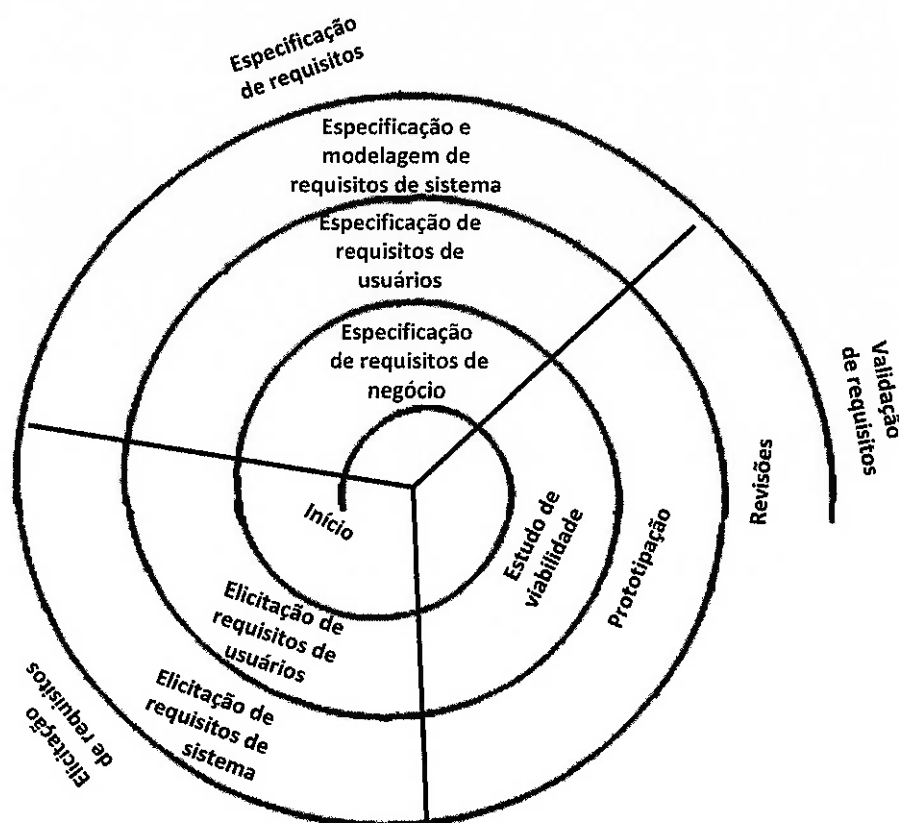 Especificação
de requisitos
Especificação e
modelagem de
requisitos de sistema
Especificação de
requisitos de
usuários
Especificação
de requisitos de
negócio
Validação
de requisitos
Revisões
Início
Estudo de
viabilidade
Prototipação
Elicitação de
requisitos de
usuários
Elicitação de
requisitos de
sistema
Elicitação
de requisitos